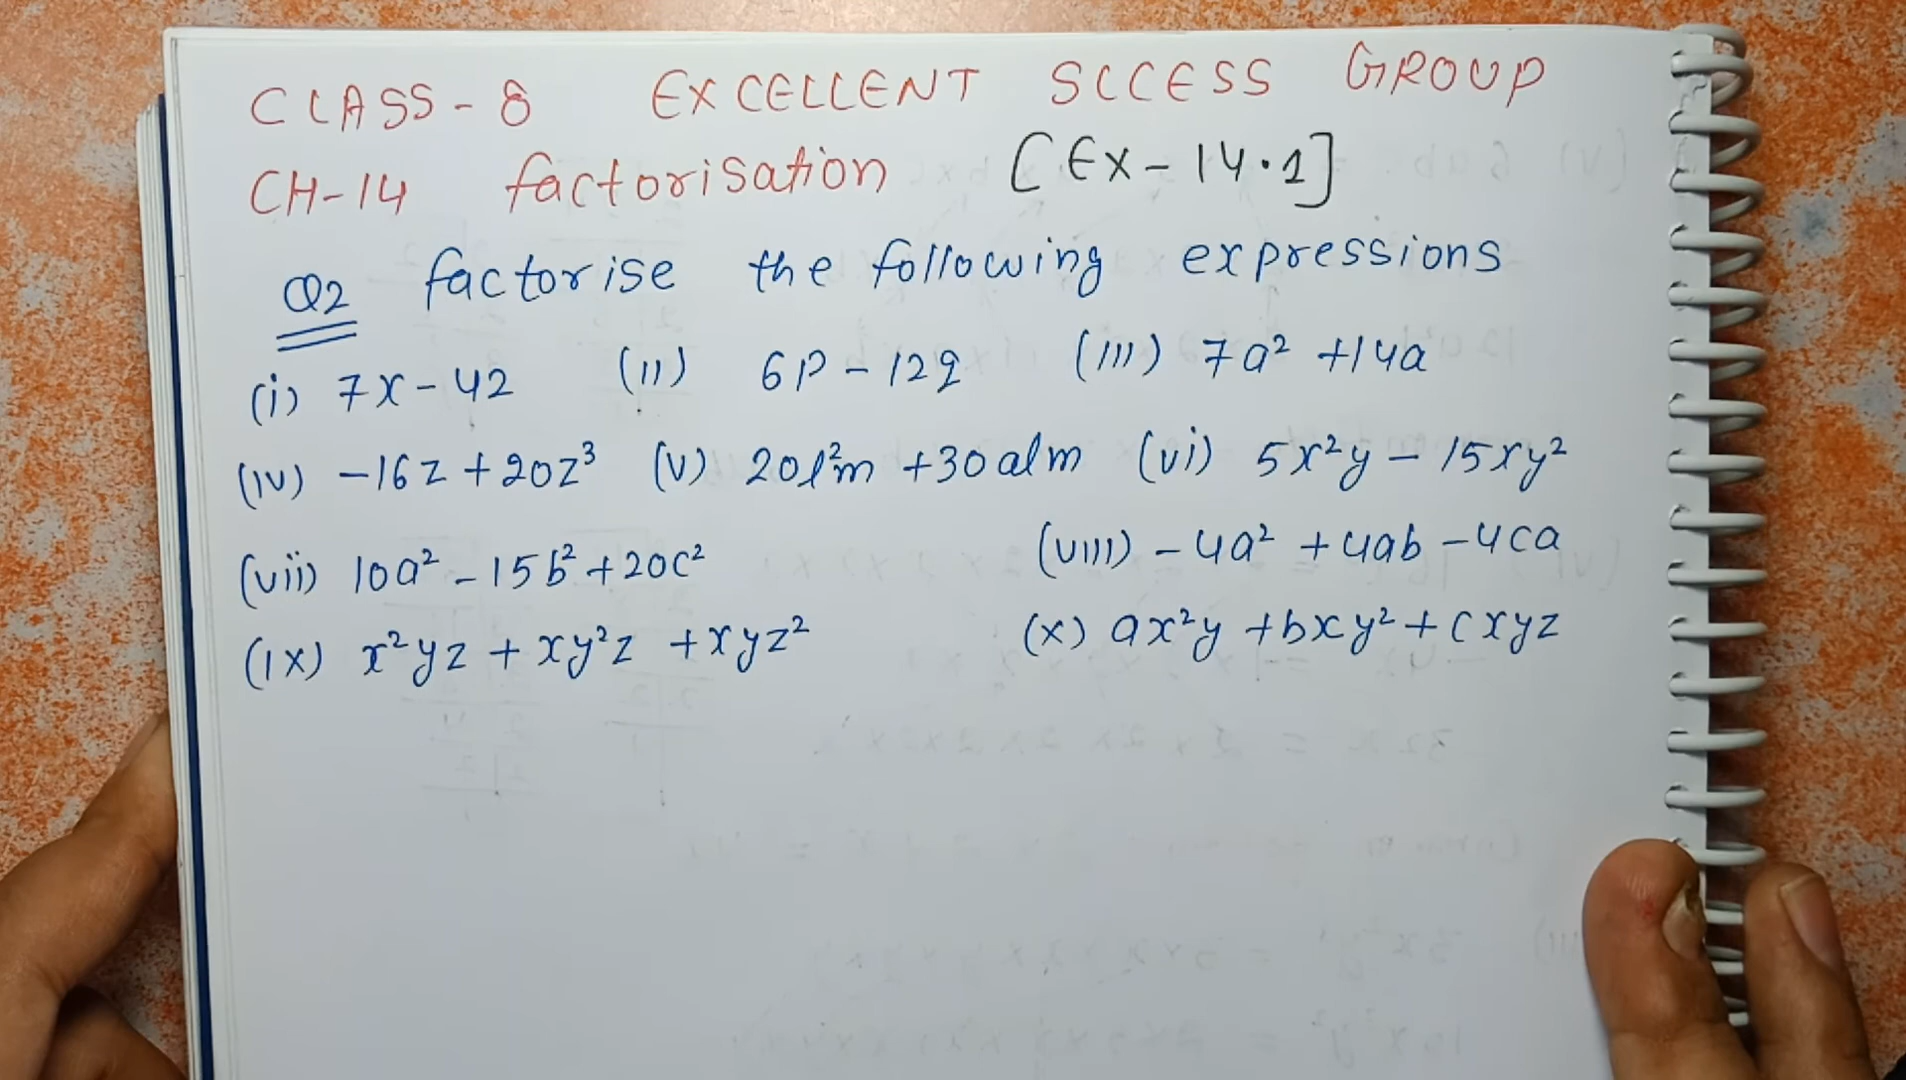 CLASS-8 EXCELLENT SCCESS GROUP
CH-14 factorisation [EX-14.1]
Q2 factorise the following expressions
(i) 7x-42 (ii) 6p-12q (iii) 7a² +14a
(iv) -16z+20z³ (v) 20l²m +30alm (vi) 5x²y - 15xy²
(vii) 10a² - 15b²+20c² (viii) -4a² +4ab-4ca
(ix) x²yz + xy²z +xyz² (x) ax²y +bxy²+cxyz